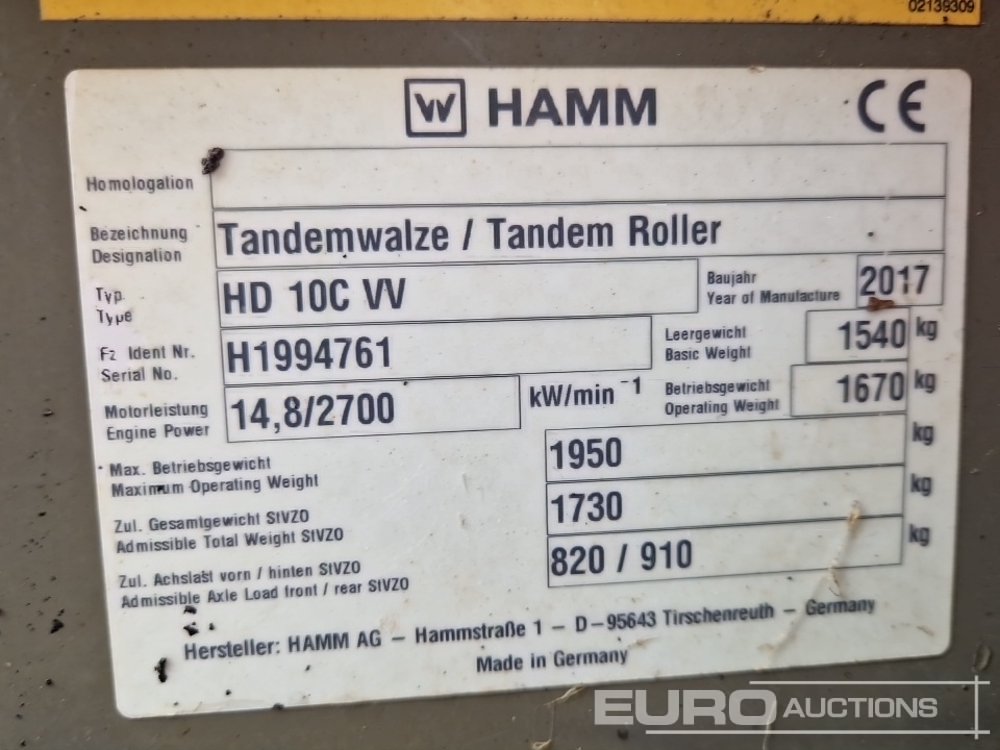 02139309
W HAMM CE
Homologation
Bezeichnung
Designation
Tandemwalze / Tandem Roller
Typ
Type
HD 10C VV
Baujahr
Year of Manufacture
2017
Fz Ident Nr.
Serial No.
H1994761
Leergewicht
Basic Weight
1540 kg
Motorleistung
Engine Power
14,8/2700 kW/min⁻¹
Betriebsgewicht
Operating Weight
1670 kg
Max. Betriebsgewicht
Maximum Operating Weight
1950 kg
Zul. Gesamtgewicht StVZO
Admissible Total Weight StVZO
1730 kg
Zul. Achslast vorn / hinten StVZO
Admissible Axle Load front / rear StVZO
820 / 910 kg
Hersteller: HAMM AG – Hammstraße 1 – D–95643 Tirschenreuth – Germany
Made in Germany
EURO AUCTIONS